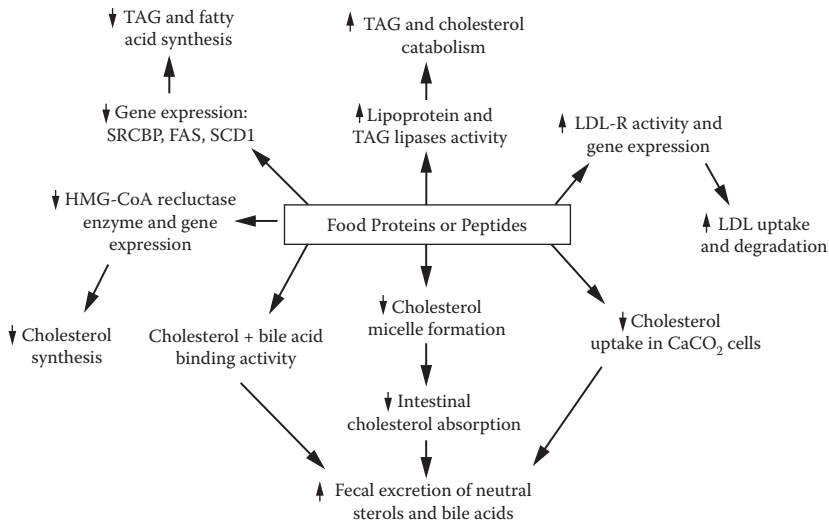 ↓ TAG and fatty
acid synthesis
↑ TAG and cholesterol
catabolism
↓ Gene expression:
SRCBP, FAS, SCD1
↑ Lipoprotein and
TAG lipases activity
↑ LDL-R activity and
gene expression
↓ HMG-CoA recluctase
enzyme and gene
expression
Food Proteins or Peptides
↑ LDL uptake
and degradation
↓ Cholesterol
synthesis
Cholesterol + bile acid
binding activity
↓ Cholesterol
micelle formation
↓ Cholesterol
uptake in CaCO₂ cells
↓ Intestinal
cholesterol absorption
↑ Fecal excretion of neutral
sterols and bile acids